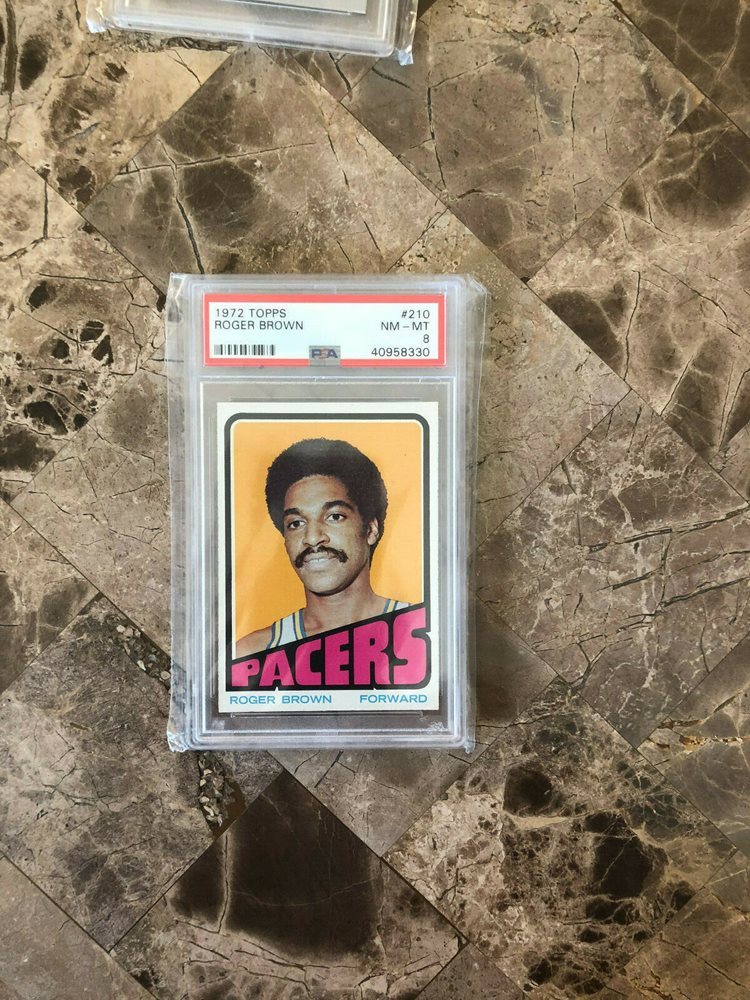 1972 TOPPS #210
ROGER BROWN NM - MT
8
PSA 40958330
PACERS
ROGER BROWN FORWARD